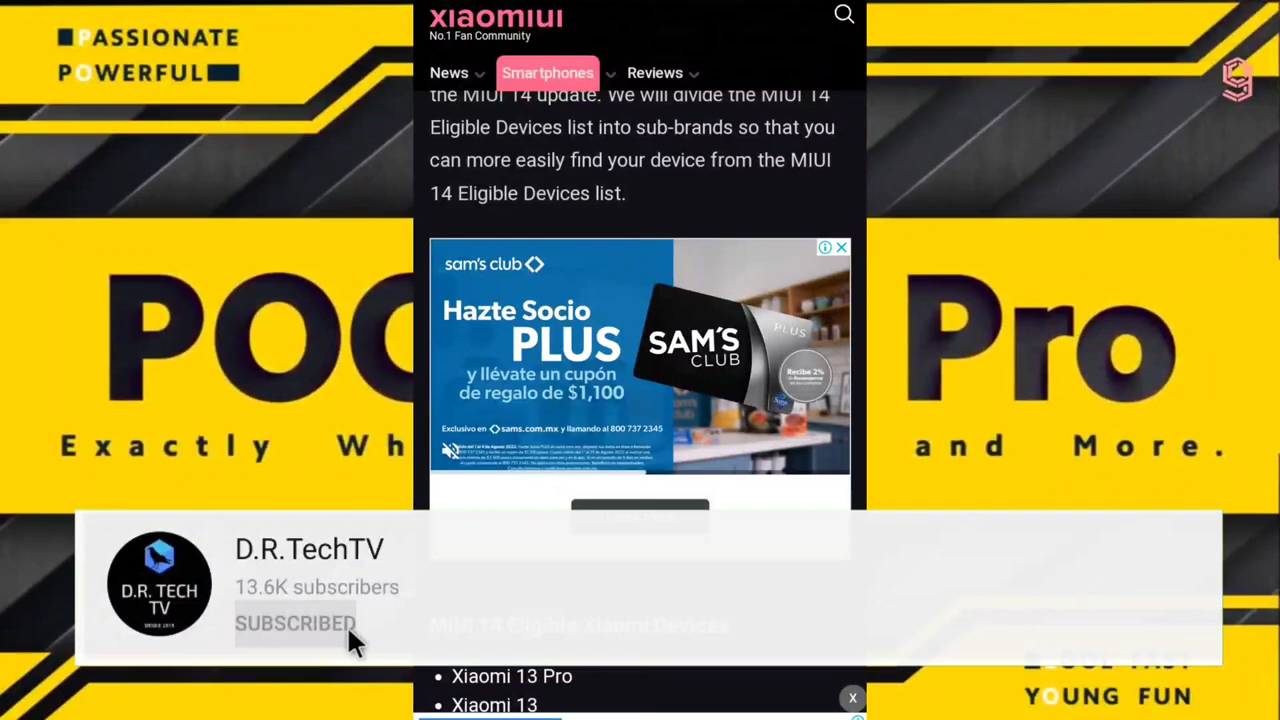 PASSIONATE
POWERFUL
xiaomiui
No.1 Fan Community
News
Smartphones
Reviews
the MIUI 14 update. We will divide the MIUI 14
Eligible Devices list into sub-brands so that you
can more easily find your device from the MIUI
14 Eligible Devices list.
sam's club
Hazte Socio
PLUS
y llévate un cupón
de regalo de $1,100
Exclusivo en sams.com.mx y llamando al 800 737 2345
SAM'S
CLUB
PLUS
Recibe 2%
POC
Pro
Exactly Wh
and More.
D.R.TechTV
13.6K subscribers
SUBSCRIBED
D.R. TECH
TV
MIUI 14 Eligible Xiaomi Devices
• Xiaomi 13 Pro
• Xiaomi 13
X
YOUNG FUN